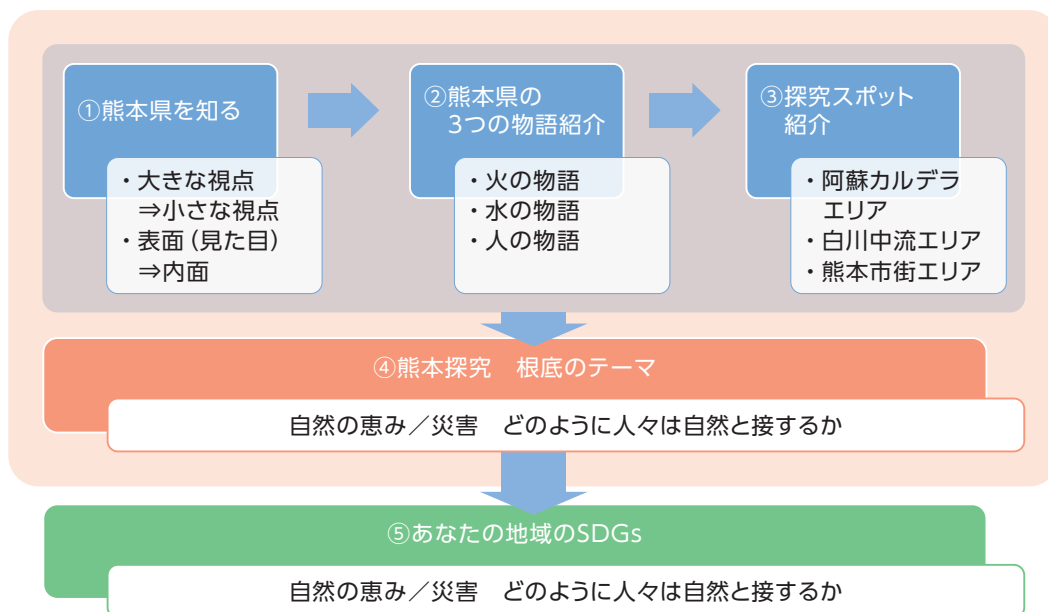 ①熊本県を知る
・大きな視点
⇒小さな視点
・表面（見た目）
⇒内面
②熊本県の
3つの物語紹介
・火の物語
・水の物語
・人の物語
③探究スポット
紹介
・阿蘇カルデラ
エリア
・白川中流エリア
・熊本市街エリア
④熊本探究　根底のテーマ
自然の恵み／災害　どのように人々は自然と接するか
⑤あなたの地域のSDGs
自然の恵み／災害　どのように人々は自然と接するか